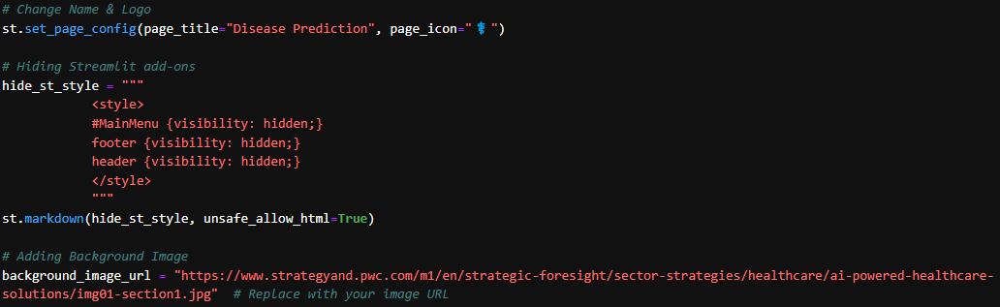 # Change Name & Logo
st.set_page_config(page_title="Disease Prediction", page_icon="⚕️")
# Hiding Streamlit add-ons
hide_st_style = """
<style>
#MainMenu {visibility: hidden;}
footer {visibility: hidden;}
header {visibility: hidden;}
</style>
"""
st.markdown(hide_st_style, unsafe_allow_html=True)
# Adding Background Image
background_image_url = "https://www.strategyand.pwc.com/m1/en/strategic-foresight/sector-strategies/healthcare/ai-powered-healthcare-
solutions/img01-section1.jpg"  # Replace with your image URL